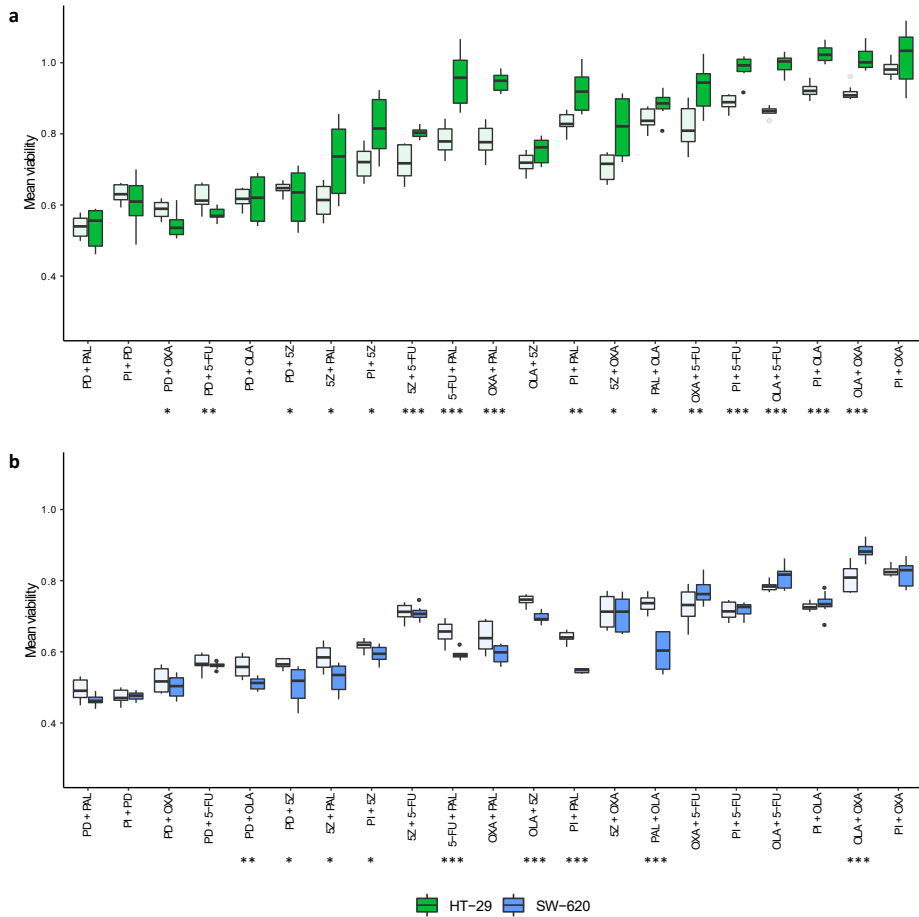 a
Mean viability
1.0
0.8
0.6
0.4
PD + PAL
PI + PD
PD + OXA
PD + 5−FU
PD + OLA
PD + 5Z
5Z + PAL
PI + 5Z
5Z + 5−FU
5−FU + PAL
OXA + PAL
OLA + 5Z
PI + PAL
5Z + OXA
PAL + OLA
OXA + 5−FU
PI + 5−FU
OLA + 5−FU
PI + OLA
OLA + OXA
PI + OXA
* ** * * * *** *** *** ** * * ** *** *** *** ***
b
Mean viability
1.0
0.8
0.6
0.4
PD + PAL
PI + PD
PD + OXA
PD + 5−FU
PD + OLA
PD + 5Z
5Z + PAL
PI + 5Z
5Z + 5−FU
5−FU + PAL
OXA + PAL
OLA + 5Z
PI + PAL
5Z + OXA
PAL + OLA
OXA + 5−FU
PI + 5−FU
OLA + 5−FU
PI + OLA
OLA + OXA
PI + OXA
** * * * *** *** *** *** ***
HT−29 SW−620